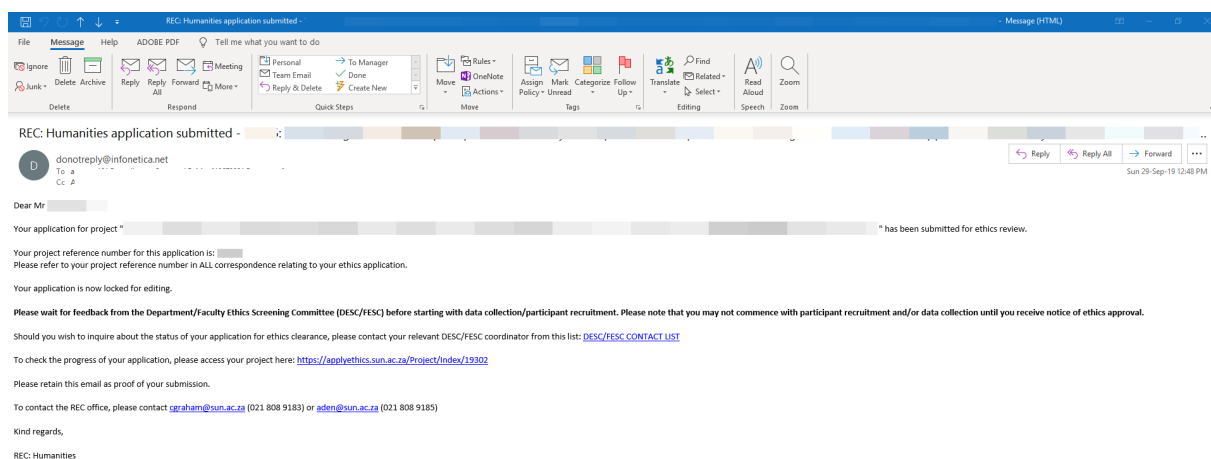 REC: Humanities application submitted -
- Message (HTML)
File Message Help ADOBE PDF Tell me what you want to do
Ignore
Junk
Delete Archive
Delete
Reply Reply All Forward
Meeting
More
Respond
Personal
Team Email
Reply & Delete
To Manager
Done
Create New
Quick Steps
Move
Rules
OneNote
Actions
Move
Assign Policy Mark Unread Categorize Follow Up
Tags
Translate
Find
Related
Select
Editing
Read Aloud
Speech
Zoom
Zoom
REC: Humanities application submitted -
Reply Reply All Forward
D
donotreply@infonetica.net
Sun 29-Sep-19 12:48 PM
To a
Cc
Dear Mr
Your application for project " " has been submitted for ethics review.
Your project reference number for this application is:
Please refer to your project reference number in ALL correspondence relating to your ethics application.
Your application is now locked for editing.
Please wait for feedback from the Department/Faculty Ethics Screening Committee (DESC/FESC) before starting with data collection/participant recruitment. Please note that you may not commence with participant recruitment and/or data collection until you receive notice of ethics approval.
Should you wish to inquire about the status of your application for ethics clearance, please contact your relevant DESC/FESC coordinator from this list: DESC/FESC CONTACT LIST
To check the progress of your application, please access your project here: https://applyethics.sun.ac.za/Project/Index/19302
Please retain this email as proof of your submission.
To contact the REC office, please contact cgraham@sun.ac.za (021 808 9183) or aden@sun.ac.za (021 808 9185)
Kind regards,
REC: Humanities